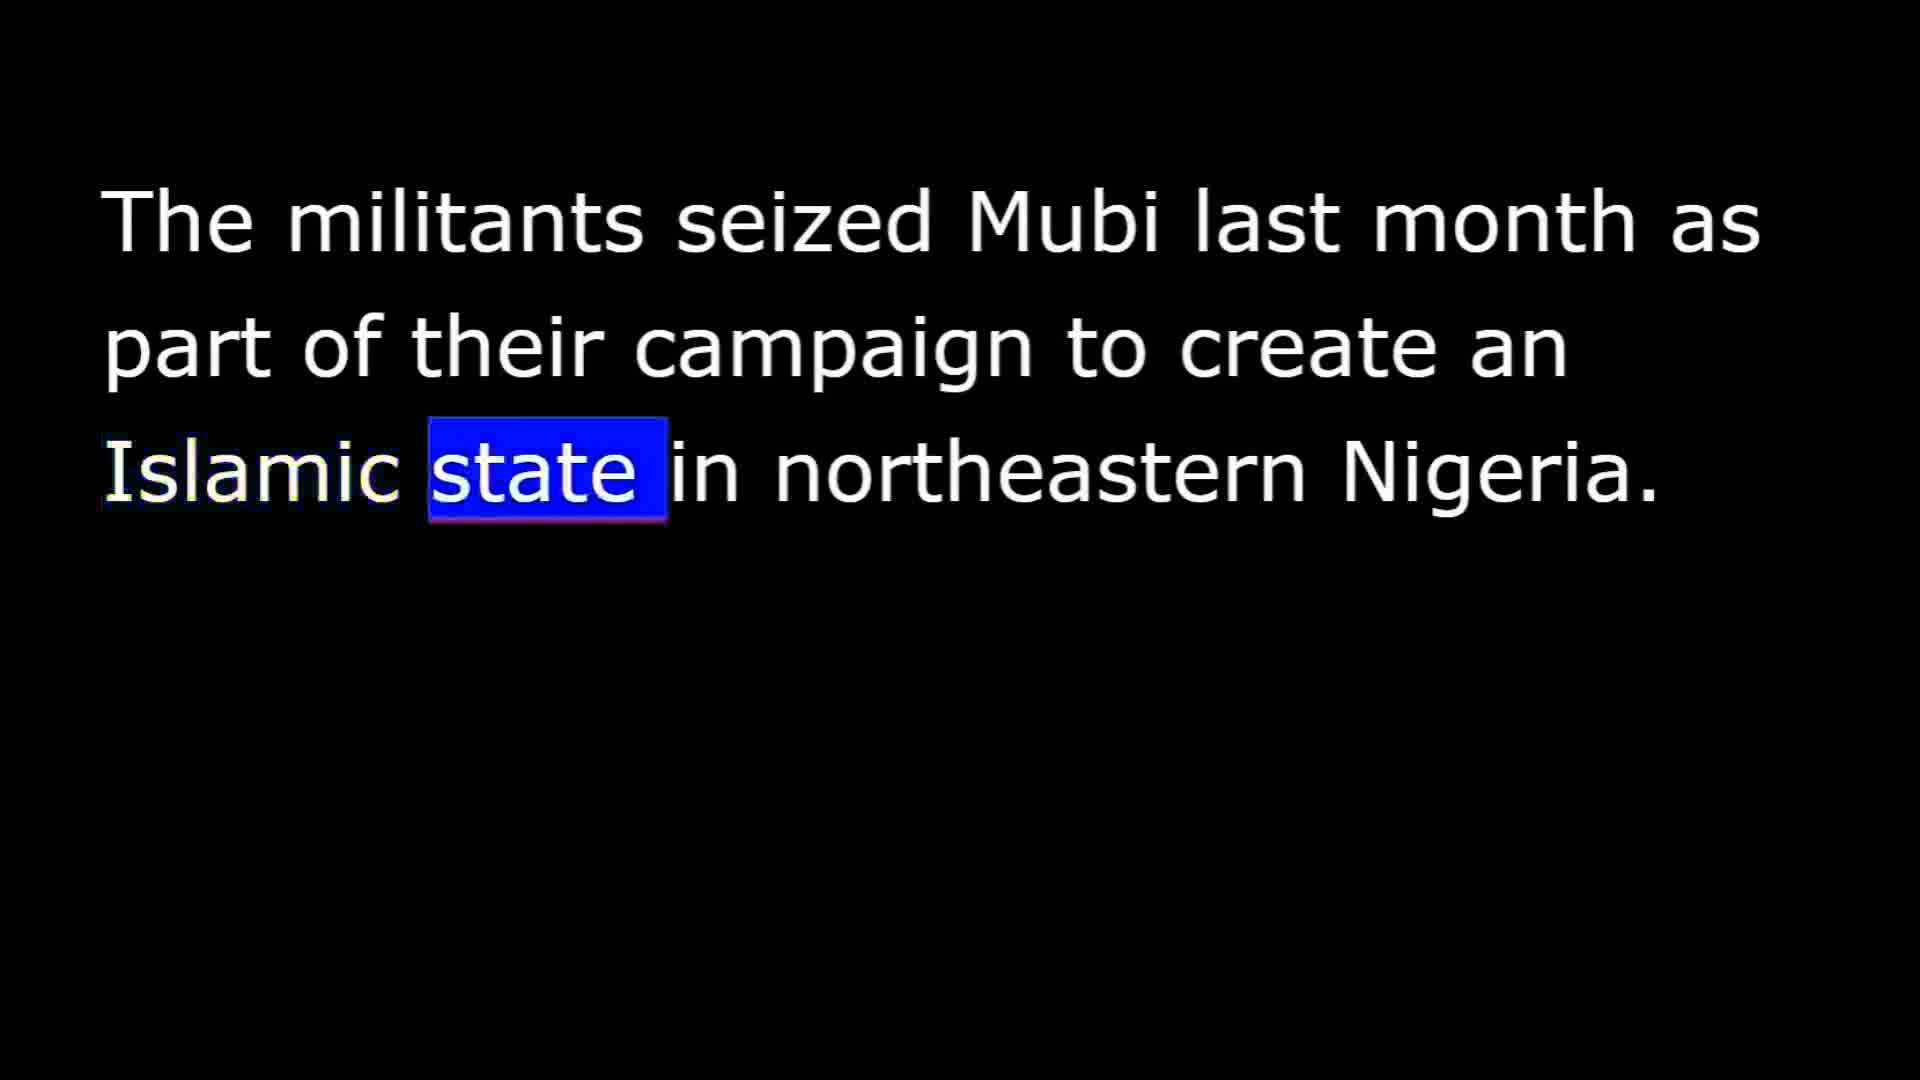 The militants seized Mubi last month as
part of their campaign to create an
Islamic state in northeastern Nigeria.